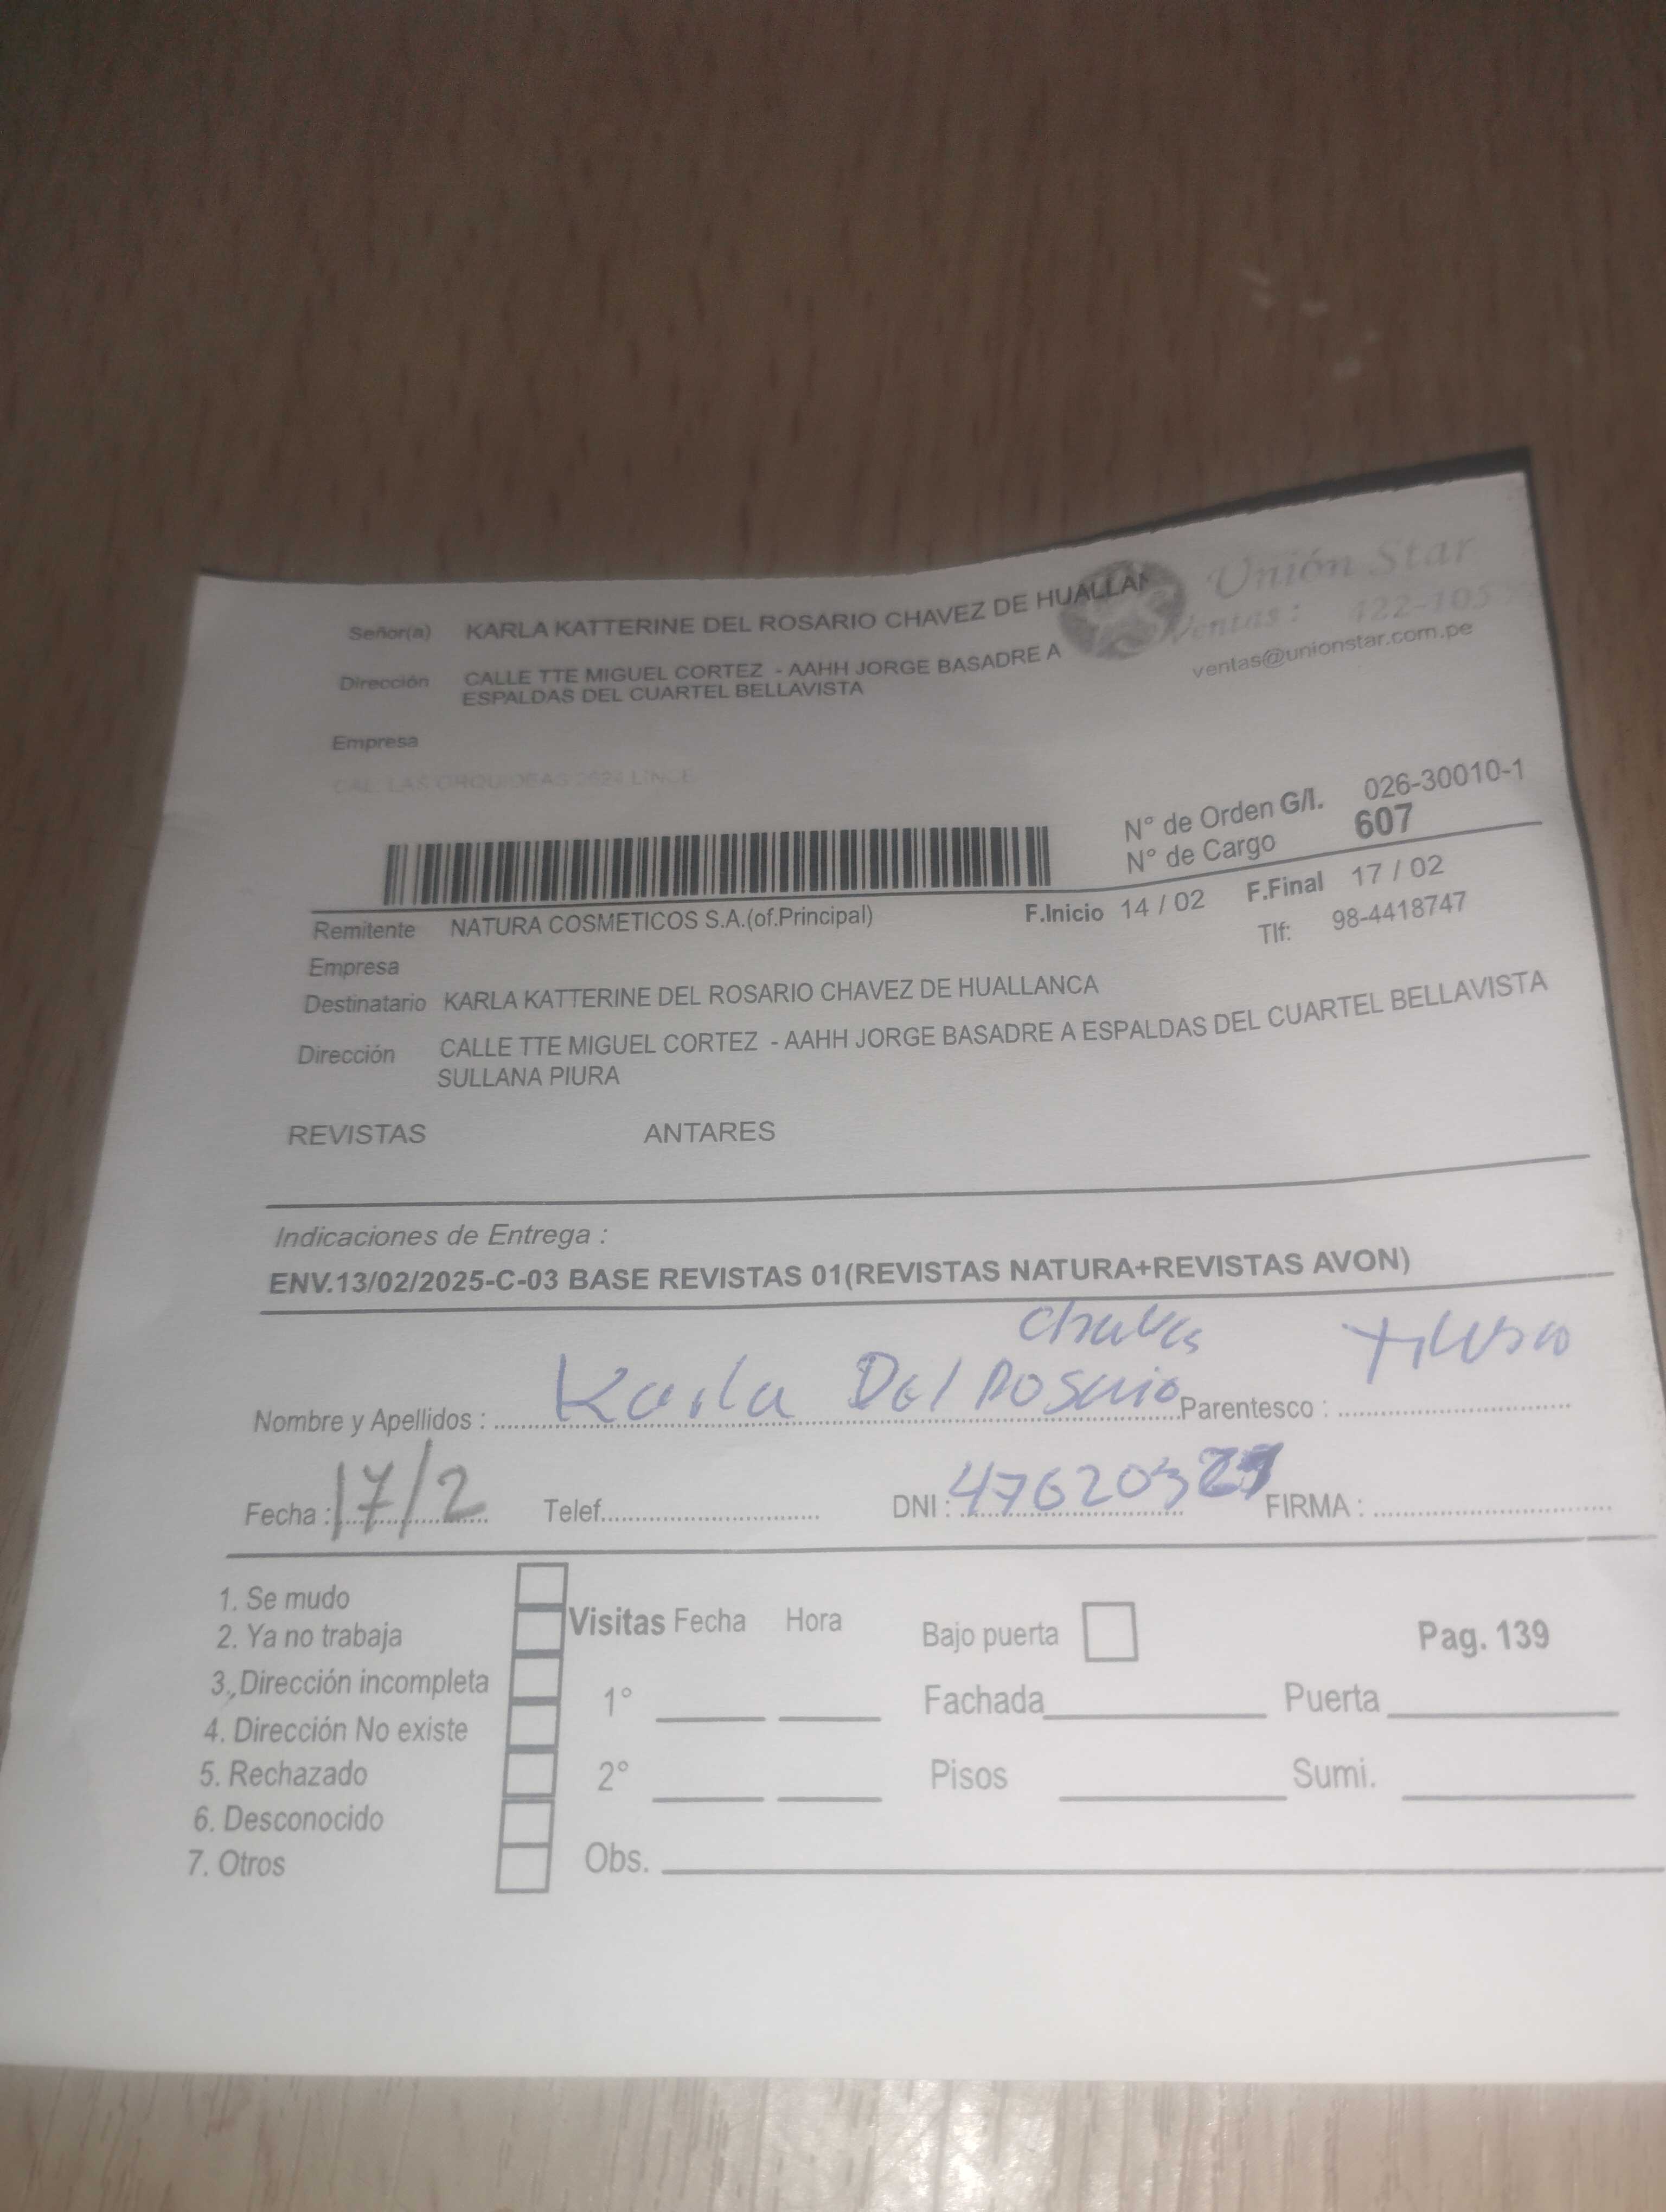 Señor(a) KARLA KATTERINE DEL ROSARIO CHAVEZ DE HUALLAN
Unión Star
Ventas: 422-105
ventas@unionstar.com.pe
Dirección CALLE TTE MIGUEL CORTEZ - AAHH JORGE BASADRE A
ESPALDAS DEL CUARTEL BELLAVISTA
Empresa
CAL. LAS ORQUIDEAS 2624 LINCE
N° de Orden G/I. 026-30010-1
N° de Cargo 607
Remitente NATURA COSMETICOS S.A.(of.Principal) F.Inicio 14 / 02 F.Final 17 / 02
Empresa Tlf: 98-4418747
Destinatario KARLA KATTERINE DEL ROSARIO CHAVEZ DE HUALLANCA
Dirección CALLE TTE MIGUEL CORTEZ - AAHH JORGE BASADRE A ESPALDAS DEL CUARTEL BELLAVISTA
SULLANA PIURA
REVISTAS ANTARES
Indicaciones de Entrega :
ENV.13/02/2025-C-03 BASE REVISTAS 01(REVISTAS NATURA+REVISTAS AVON)
Nombre y Apellidos : Karla Del Rosario Parentesco :
Fecha : 17/2 Telef. DNI : 476203 FIRMA :
1. Se mudo
2. Ya no trabaja
3. Dirección incompleta
4. Dirección No existe
5. Rechazado
6. Desconocido
7. Otros
Visitas Fecha Hora
1°
2°
Obs.
Bajo puerta Pag. 139
Fachada Puerta
Pisos Sumi.